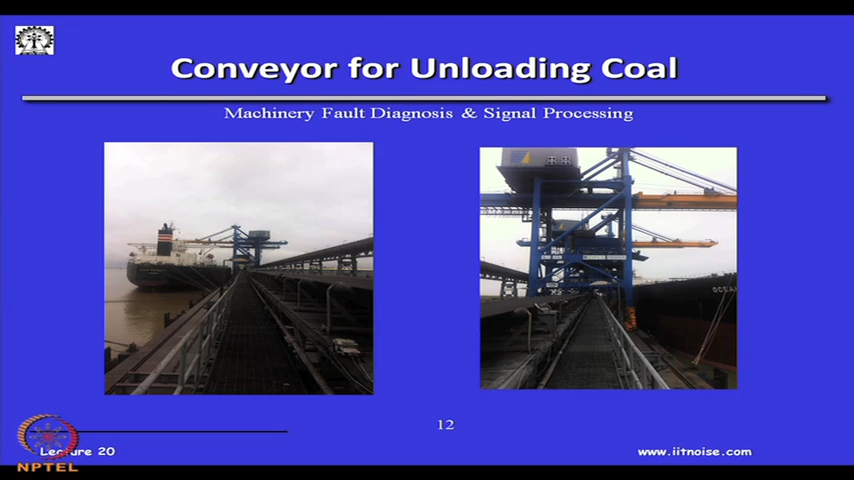 Conveyor for Unloading Coal
Machinery Fault Diagnosis & Signal Processing
12
Lecture 20
www.iitnoise.com
NPTEL